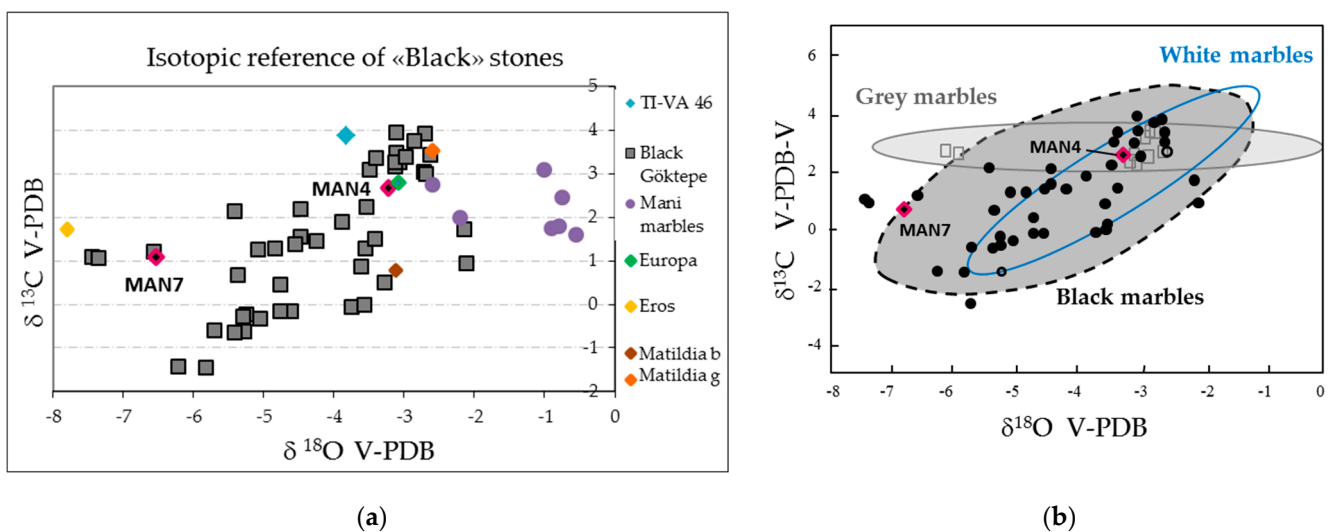 Isotopic reference of «Black» stones
5
4
3
2
1
0
-1
-2
δ ¹³C V-PDB
MAN4
MAN7
-8 -7 -6 -5 -4 -3 -2 -1 0
δ ¹⁸O V-PDB
TI-VA 46
Black
Göktepe
Mani
marbles
Europa
Eros
Matildia b
Matildia g
(a)
White marbles
Grey marbles
MAN4
MAN7
Black marbles
6
4
2
0
-2
-4
δ¹³C V-PDB-V
-8 -7 -6 -5 -4 -3 -2 -1 0
δ¹⁸O V-PDB
(b)